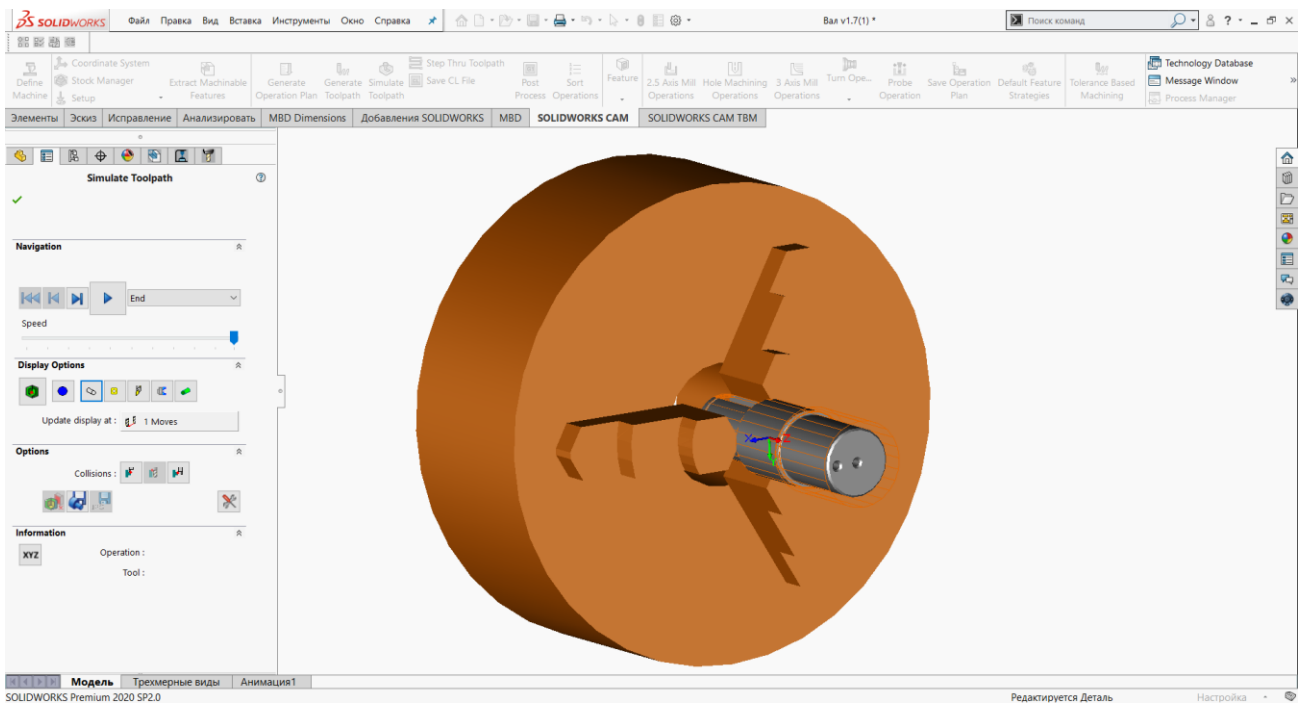 SOLIDWORKS Файл Правка Вид Вставка Инструменты Окно Справка Вал v1.7(1) * Поиск команд
Define Machine Coordinate System Stock Manager Setup Extract Machinable Features Generate Operation Plan Generate Toolpath Simulate Toolpath Step Thru Toolpath Save CL File Post Process Sort Operations Feature 2.5 Axis Mill Operations Hole Machining Operations 3 Axis Mill Operations Turn Ope... Probe Operation Save Operation Plan Default Feature Strategies Tolerance Based Machining Technology Database Message Window Process Manager
Элементы Эскиз Исправление Анализировать MBD Dimensions Добавления SOLIDWORKS MBD SOLIDWORKS CAM SOLIDWORKS CAM TBM
Simulate Toolpath
Navigation
End
Speed
Display Options
Update display at : 1 Moves
Options
Collisions :
Information
XYZ Operation :
Tool :
Модель Трехмерные виды Анимация1
SOLIDWORKS Premium 2020 SP2.0 Редактируется Деталь Настройка